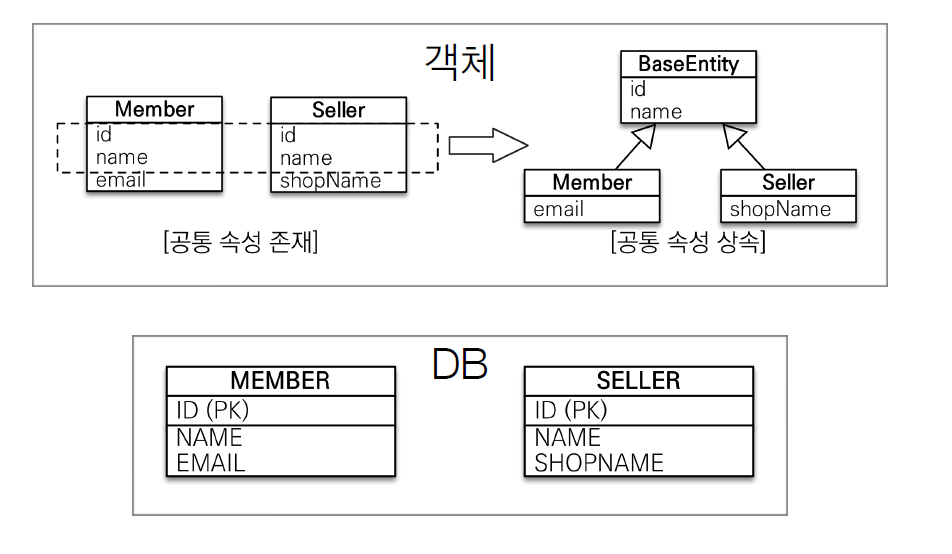 객체
Member
id
name
email
Seller
id
name
shopName
[공통 속성 존재]
BaseEntity
id
name
Member
email
Seller
shopName
[공통 속성 상속]
DB
MEMBER
ID (PK)
NAME
EMAIL
SELLER
ID (PK)
NAME
SHOPNAME